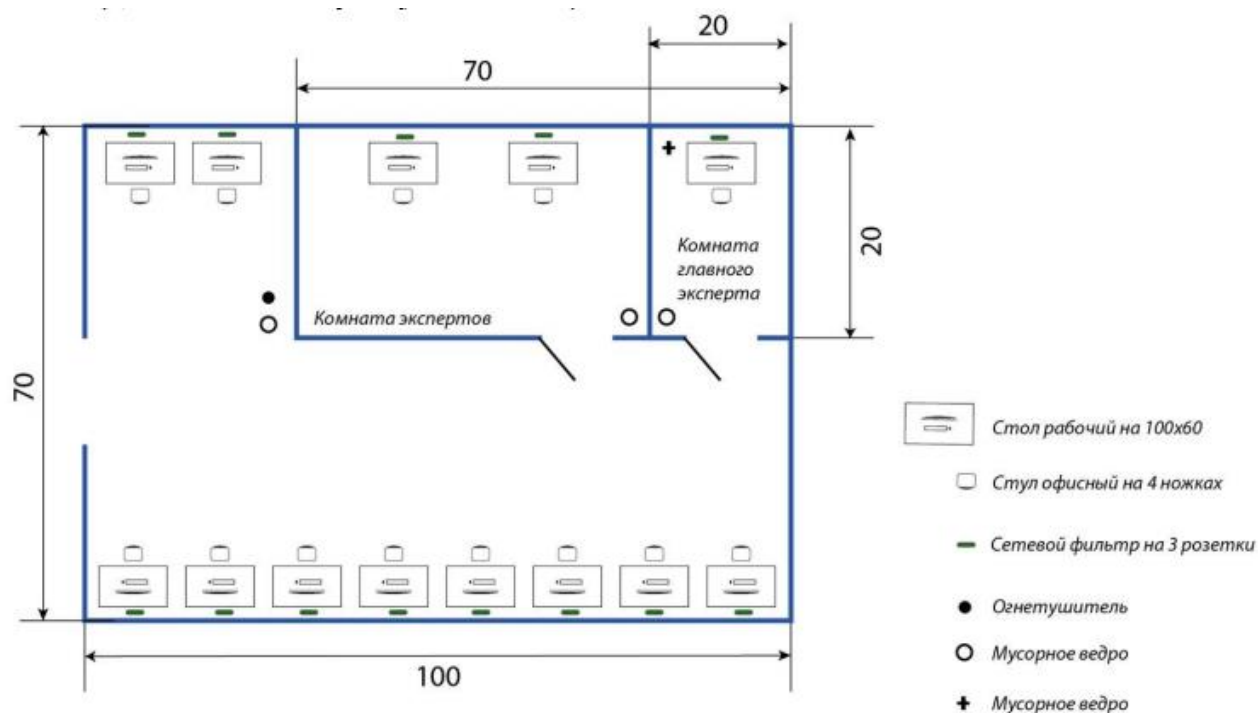 20
70
20
70
Комната
главного
эксперта
Комната экспертов
100
Стол рабочий на 100х60
Стул офисный на 4 ножках
Сетевой фильтр на 3 розетки
Огнетушитель
Мусорное ведро
Мусорное ведро